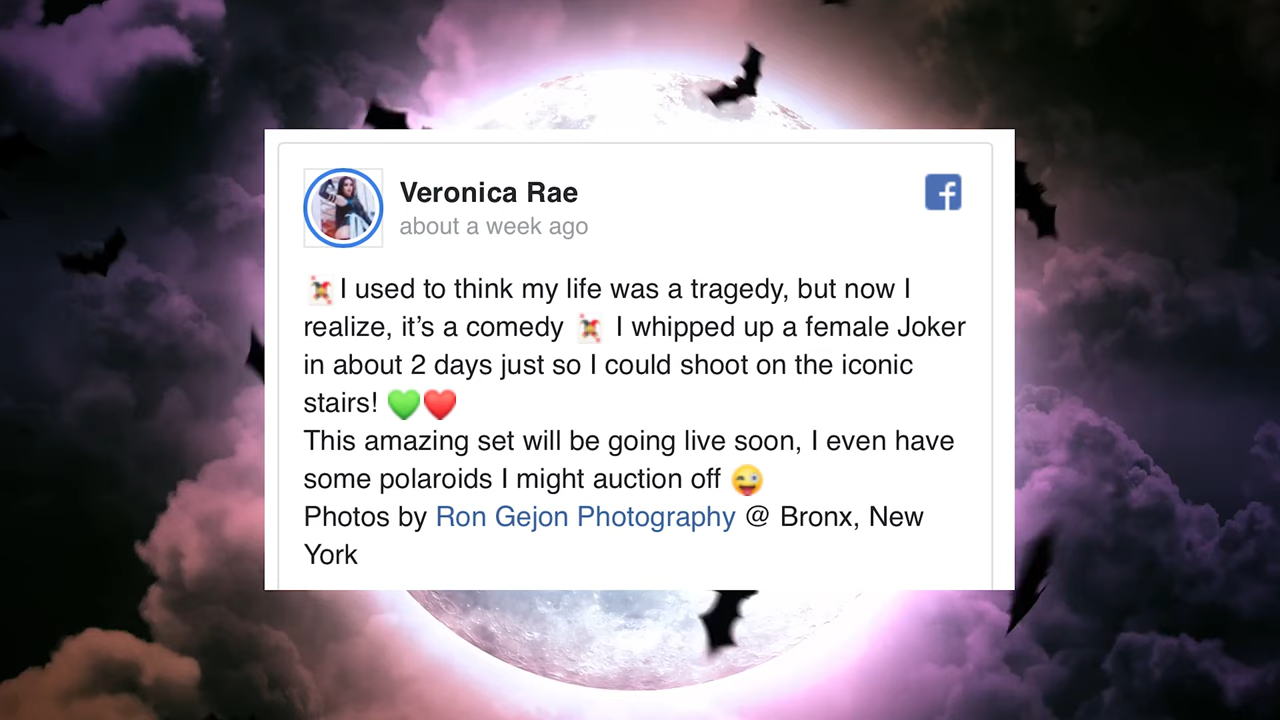 Veronica Rae
about a week ago
🃏I used to think my life was a tragedy, but now I
realize, it’s a comedy 🃏 I whipped up a female Joker
in about 2 days just so I could shoot on the iconic
stairs! 💚❤️
This amazing set will be going live soon, I even have
some polaroids I might auction off 😜
Photos by Ron Gejon Photography @ Bronx, New
York